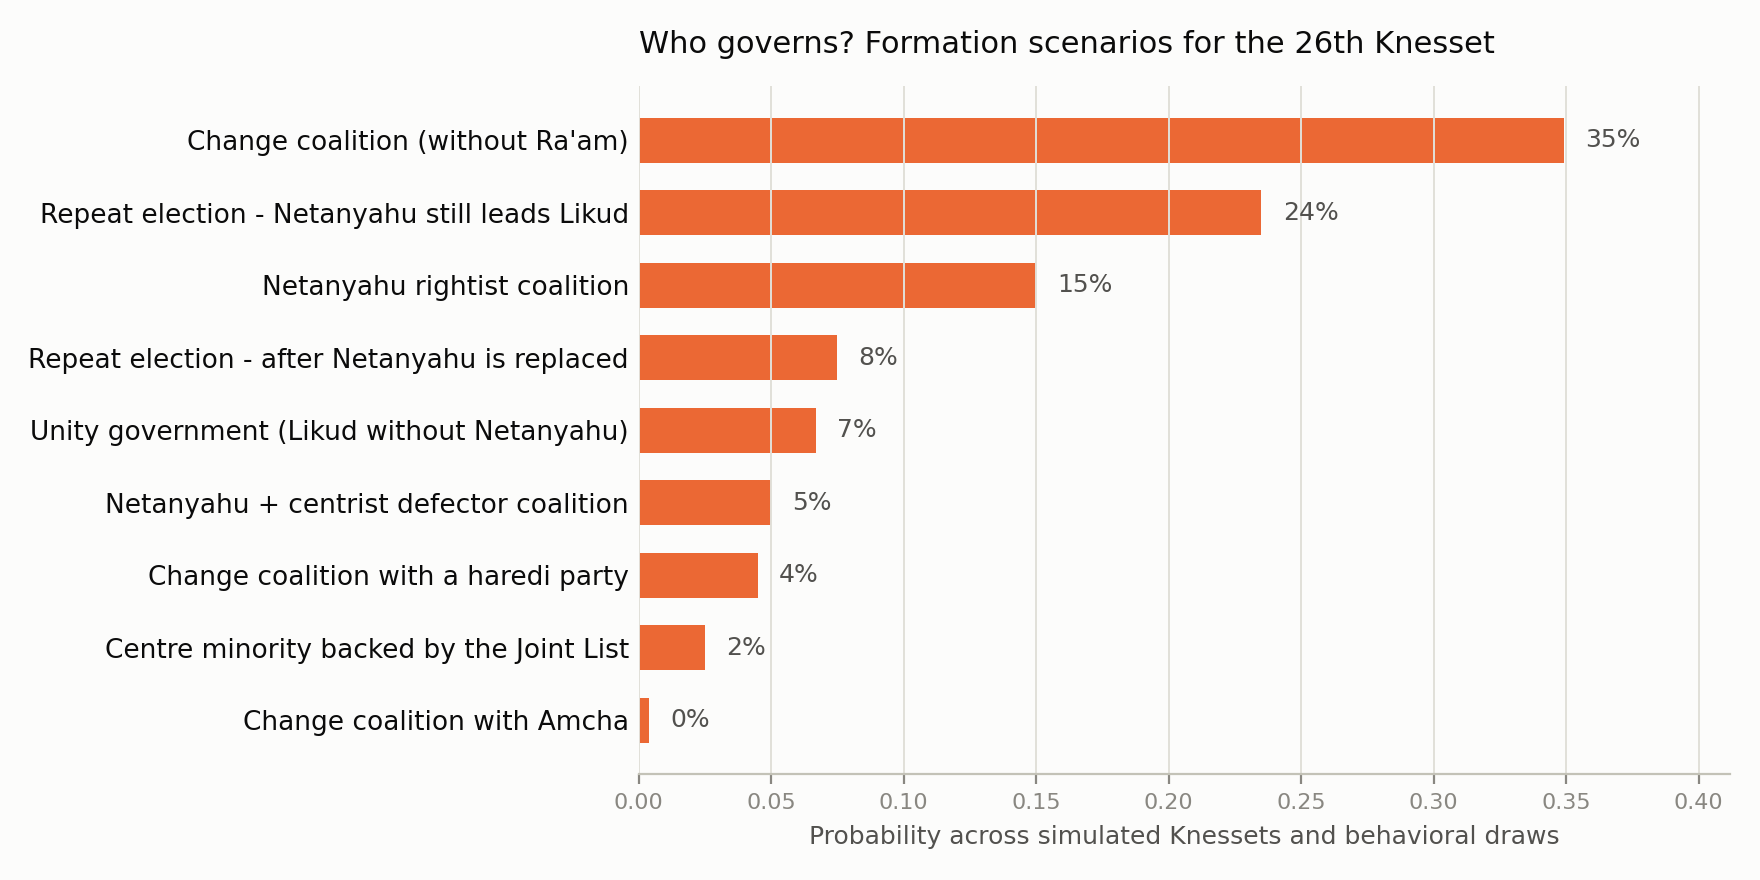 Who governs? Formation scenarios for the 26th Knesset
Change coalition (without Ra'am) 35%
Repeat election - Netanyahu still leads Likud 24%
Netanyahu rightist coalition 15%
Repeat election - after Netanyahu is replaced 8%
Unity government (Likud without Netanyahu) 7%
Netanyahu + centrist defector coalition 5%
Change coalition with a haredi party 4%
Centre minority backed by the Joint List 2%
Change coalition with Amcha 0%
0.00 0.05 0.10 0.15 0.20 0.25 0.30 0.35 0.40
Probability across simulated Knessets and behavioral draws